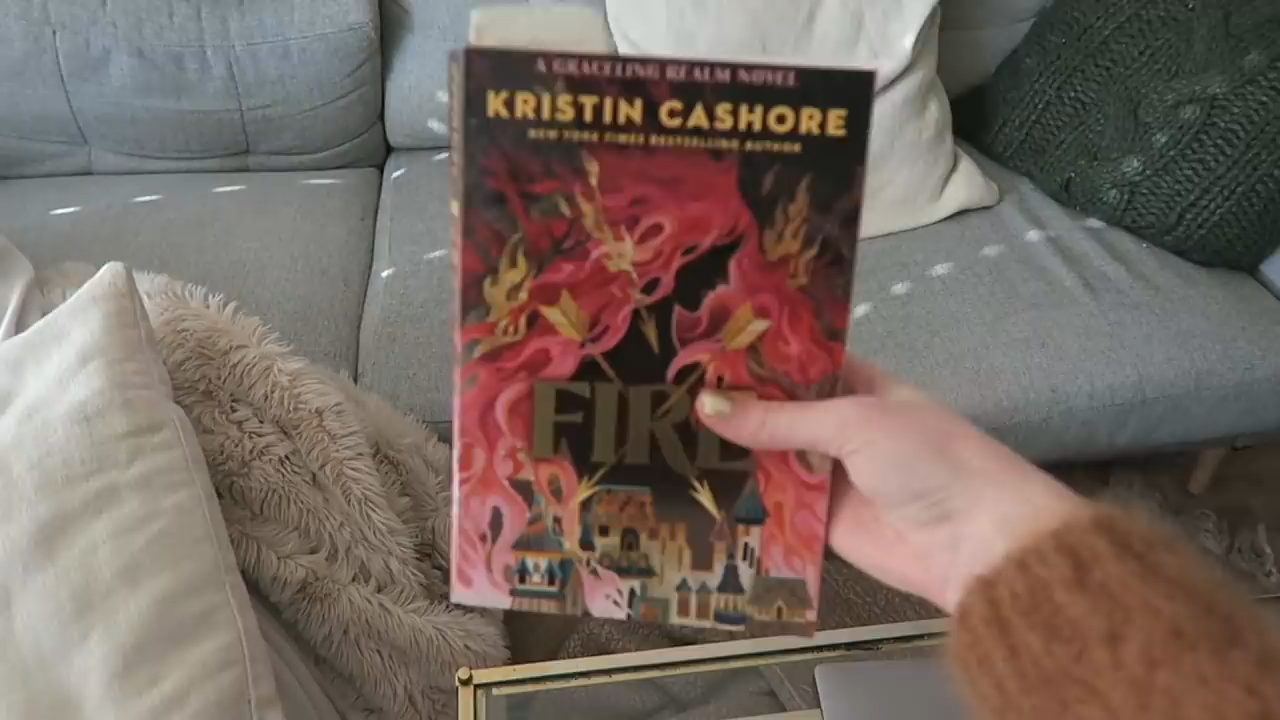 A GRACELING REALM NOVEL
KRISTIN CASHORE
NEW YORK TIMES BESTSELLING AUTHOR
FIRE